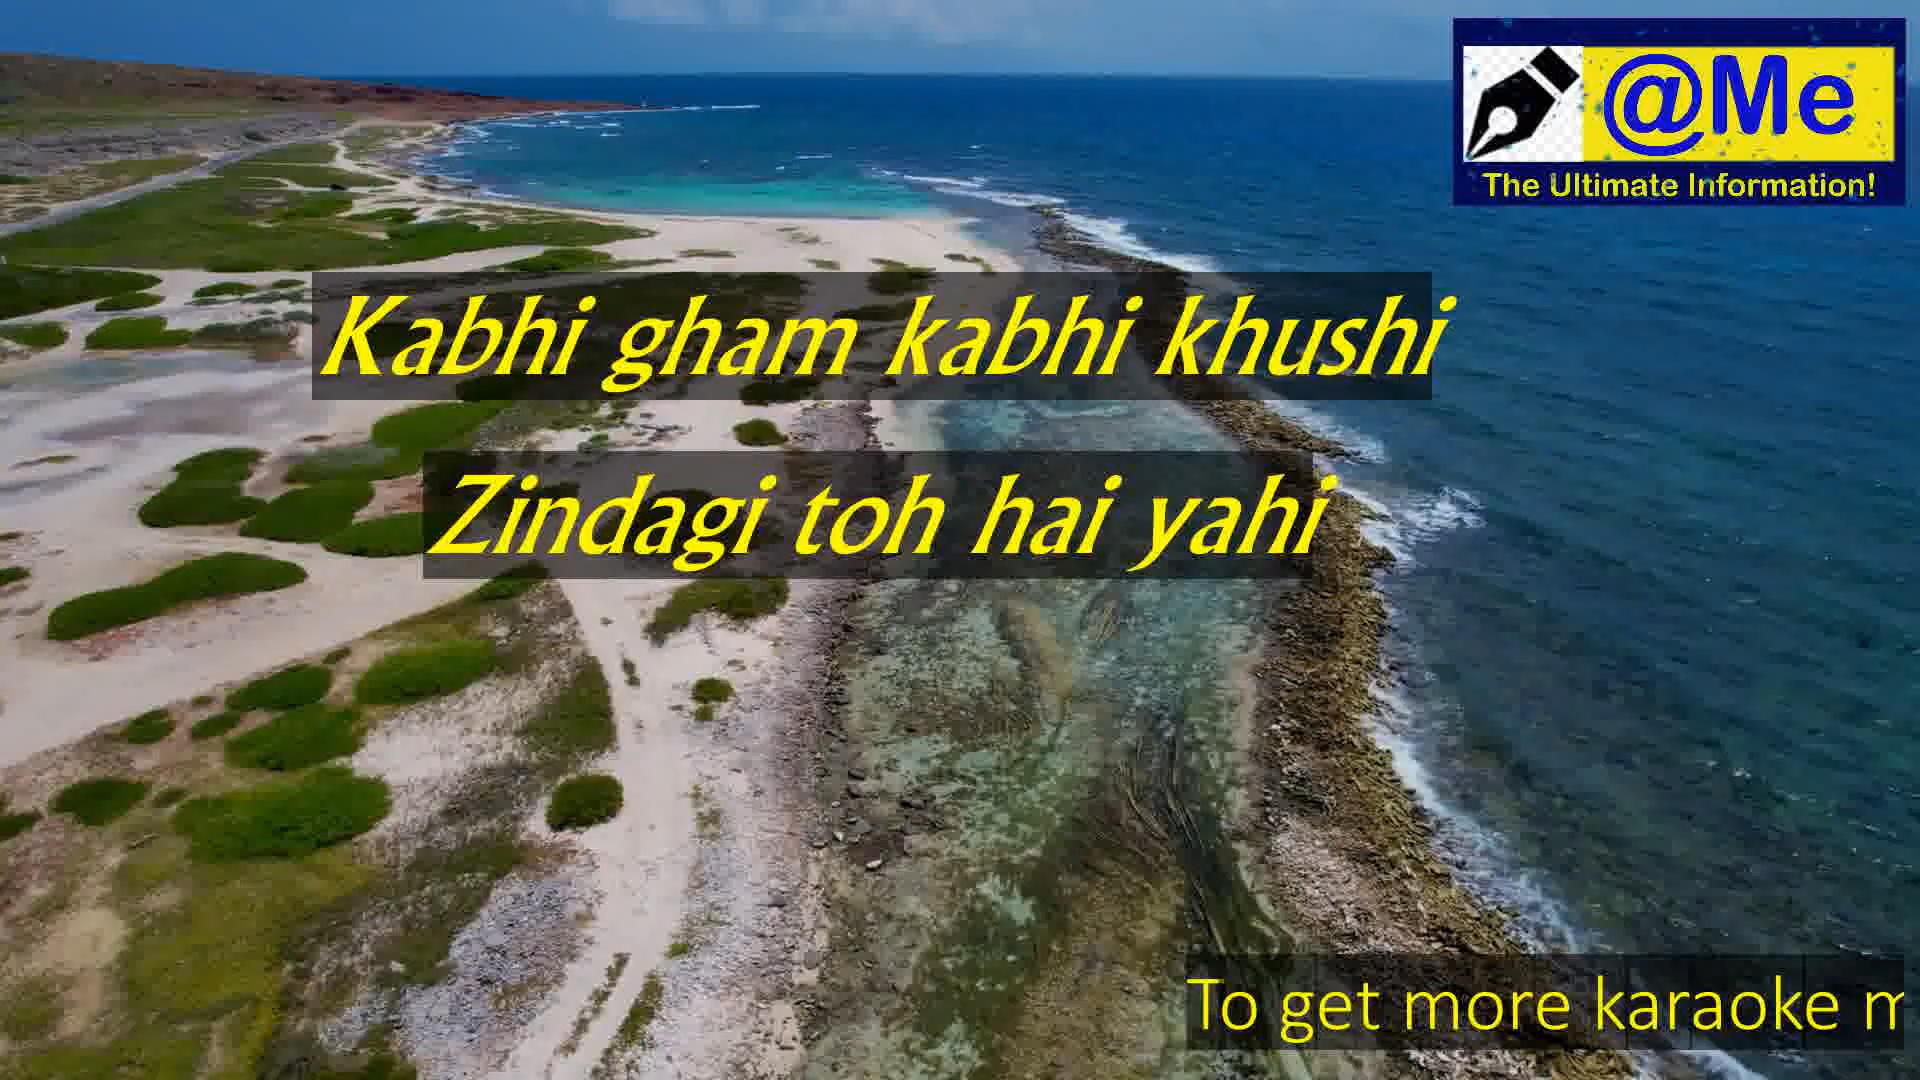 @Me
The Ultimate Information!
Kabhi gham kabhi khushi
Zindagi toh hai yahi
To get more karaoke